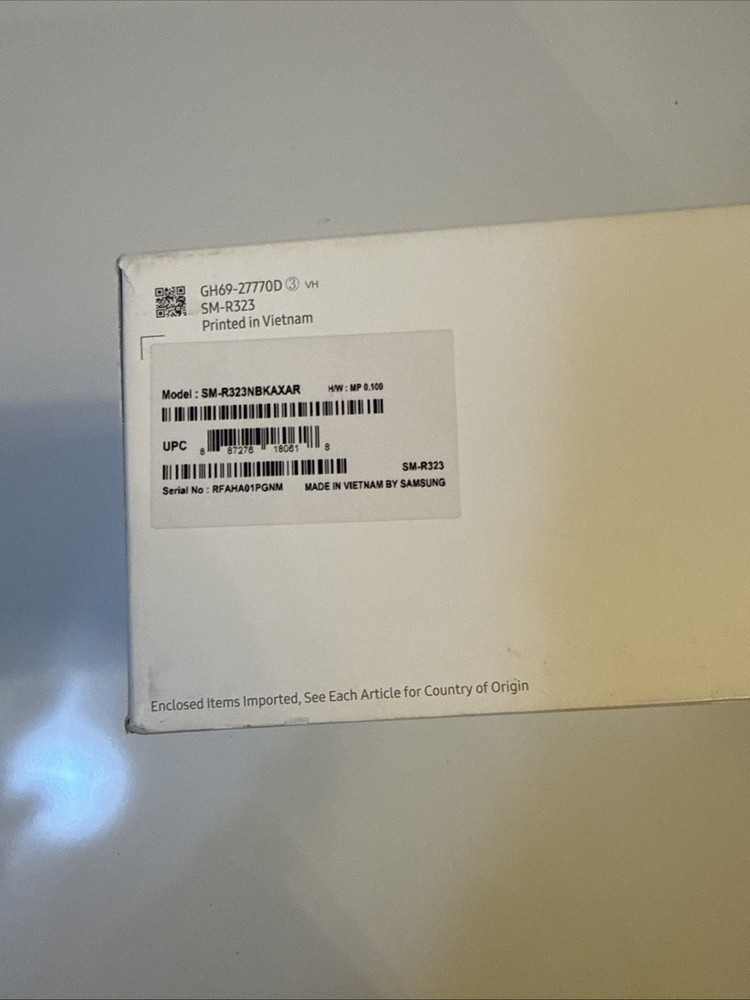 GH69-27770D ③ VH
SM-R323
Printed in Vietnam
Model : SM-R323NBKAXAR H/W : MP 0.100
UPC 8 87276 18061 8
SM-R323
Serial No : RFAHA01PGNM MADE IN VIETNAM BY SAMSUNG
Enclosed Items Imported, See Each Article for Country of Origin